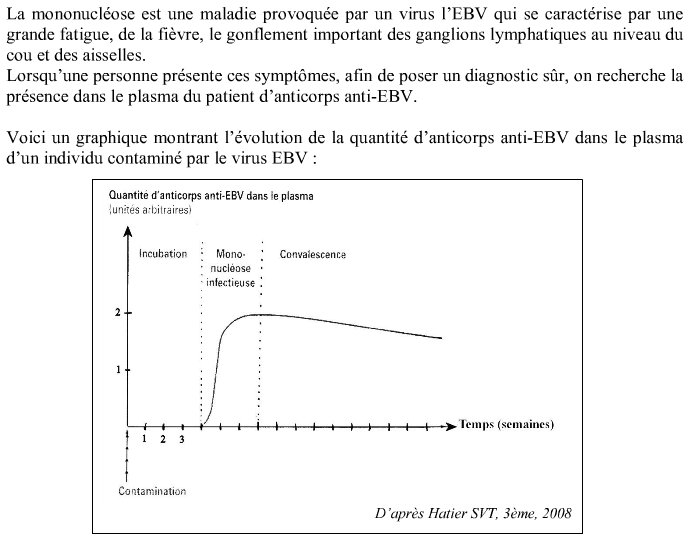 La mononucléose est une maladie provoquée par un virus l'EBV qui se caractérise par une
grande fatigue, de la fièvre, le gonflement important des ganglions lymphatiques au niveau du
cou et des aisselles.
Lorsqu'une personne présente ces symptômes, afin de poser un diagnostic sûr, on recherche la
présence dans le plasma du patient d'anticorps anti-EBV.
Voici un graphique montrant l'évolution de la quantité d'anticorps anti-EBV dans le plasma
d'un individu contaminé par le virus EBV :
Quantité d'anticorps anti-EBV dans le plasma
(unités arbitraires)
Incubation
Mono-
nucléose
infectieuse
Convalescence
2
1
Temps (semaines)
1 2 3
Contamination
D'après Hatier SVT, 3ème, 2008